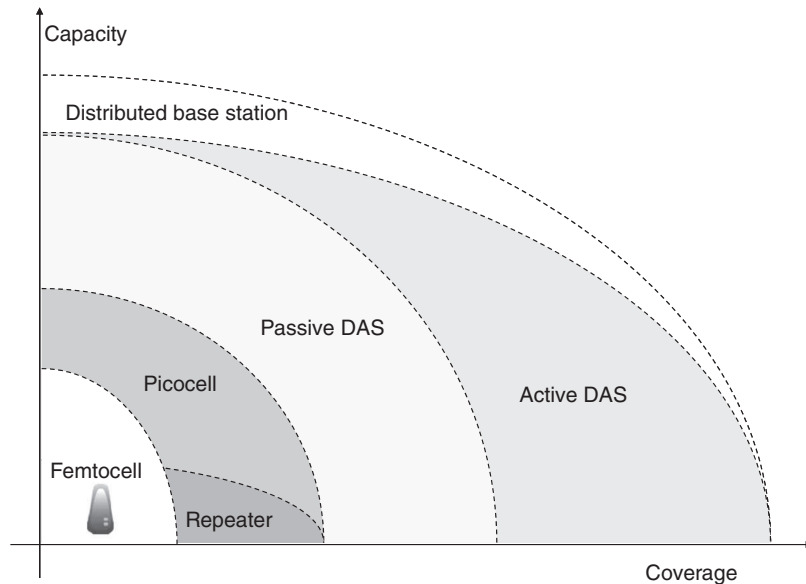 Capacity
Distributed base station
Passive DAS
Picocell
Active DAS
Femtocell
Repeater
Coverage